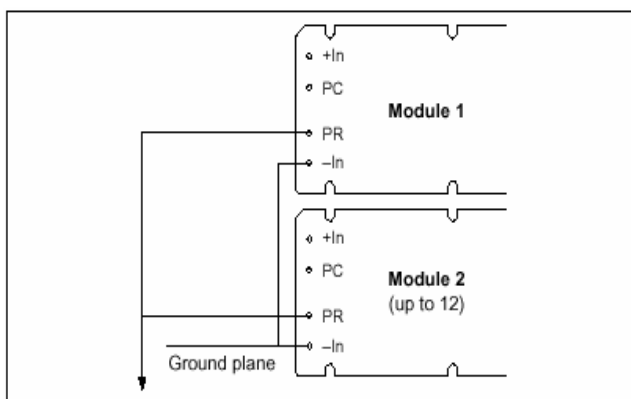 +In
PC
Module 1
PR
–In
+In
PC
Module 2
(up to 12)
PR
–In
Ground plane